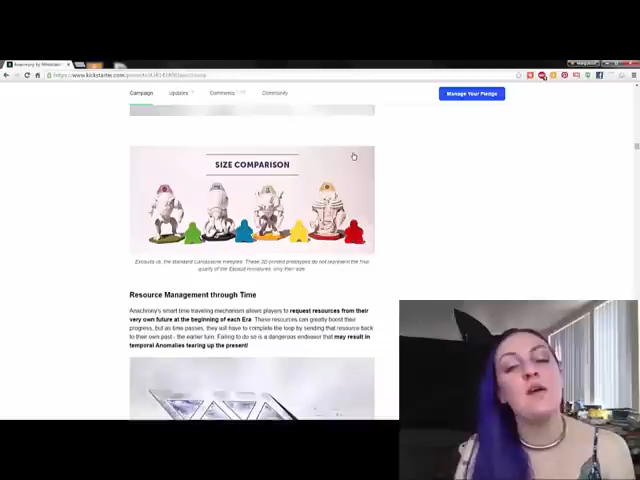 Campaign
Updates
Comments
Community
Manage Your Pledge
SIZE COMPARISON
Resource Management through Time
Anachrony's smart time traveling mechanism allows players to request resources from their
very own future at the beginning of each Era. These resources can greatly boost their
progress, but as time passes, they will have to complete the loop by sending that resource back
to their own past - the earlier turn. Failing to do so is a dangerous endeavor that may result in
temporal Anomalies tearing up the present!